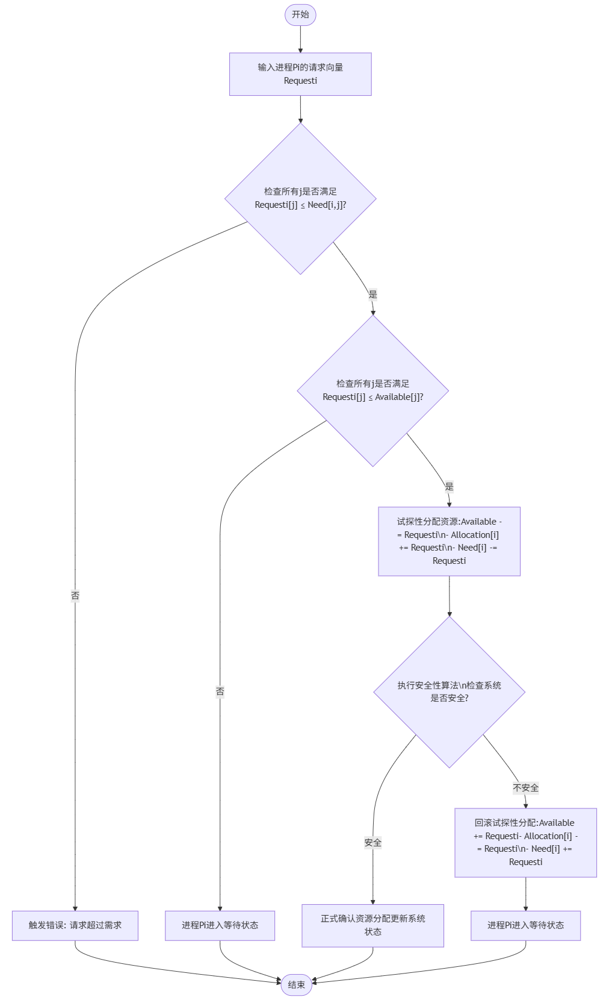 开始
输入进程Pi的请求向量
Requesti
检查所有j是否满足
Requesti[j] ≤ Need[i,j]?
是
检查所有j是否满足
Requesti[j] ≤ Available[j]?
是
试探性分配资源:Available -
= Requesti\n- Allocation[i]
+= Requesti\n- Need[i] -=
Requesti
否
否
执行安全性算法\n检查系统
是否安全?
不安全
安全
回滚试探性分配:Available
+= Requesti- Allocation[i] -
= Requesti\n- Need[i] +=
Requesti
触发错误: 请求超过需求
进程Pi进入等待状态
正式确认资源分配更新系统
状态
进程Pi进入等待状态
结束